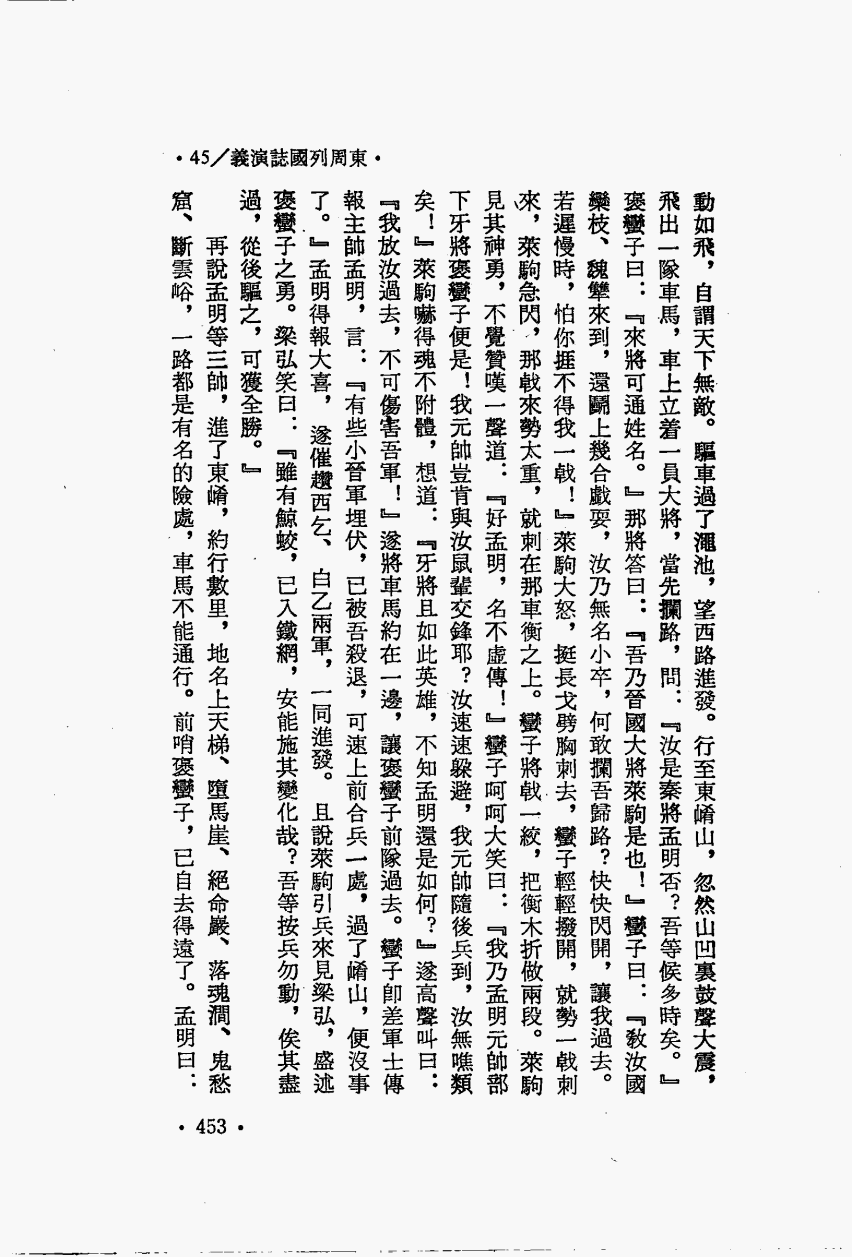 •東周列國誌演義／45•
動如飛，自謂天下無敵。驅車過了澠池，望西路進發。行至東崤山，忽然山凹裏鼓聲大震，
飛出一隊車馬，車上立着一員大將，當先攔路，問：『汝是秦將孟明否？吾等候多時矣。』
褒蠻子曰：『來將可通姓名。』那將答曰：『吾乃晉國大將萊駒是也！』蠻子曰：『教汝國
欒枝、魏犨來到，還鬭上幾合戲耍，汝乃無名小卒，何敢攔吾歸路？快快閃開，讓我過去。
若遲慢時，怕你捱不得我一戟！』萊駒大怒，挺長戈劈胸刺去，蠻子輕輕撥開，就勢一戟刺
來，萊駒急閃，那戟來勢太重，就刺在那車衡之上。蠻子將戟一絞，把衡木折做兩段。萊駒
見其神勇，不覺贊嘆一聲道：『好孟明，名不虛傳！』蠻子呵呵大笑曰：『我乃孟明元帥部
下牙將褒蠻子便是！我元帥豈肯與汝鼠輩交鋒耶？汝速速躲避，我元帥隨後兵到，汝無噍類
矣！』萊駒嚇得魂不附體，想道：『牙將且如此英雄，不知孟明還是如何？』遂高聲叫曰：
『我放汝過去，不可傷害吾軍！』遂將車馬約在一邊，讓褒蠻子前隊過去。蠻子卽差軍士傳
報主帥孟明，言：『有些小晉軍埋伏，已被吾殺退，可速上前合兵一處，過了崤山，便沒事
了。』孟明得報大喜，遂催趲西乞、白乙兩軍，一同進發。且說萊駒引兵來見梁弘，盛述
褒蠻子之勇。梁弘笑曰：『雖有鯨蛟，已入鐵網，安能施其變化哉？吾等按兵勿動，俟其盡
過，從後驅之，可獲全勝。』
再說孟明等三帥，進了東崤，約行數里，地名上天梯、墮馬崖、絕命巖、落魂澗、鬼愁
窟、斷雲峪，一路都是有名的險處，車馬不能通行。前哨褒蠻子，已自去得遠了。孟明曰：
•453•